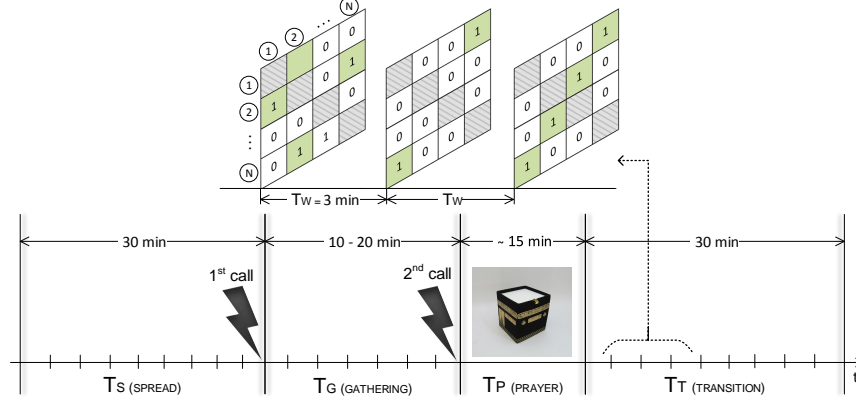 1 2 ... N
1 0 0 0 0 1 0 0 1
2 1 0 1 0 0 0 0 1 0
... 0 0 0 0 0 0 0 1 0
N 0 1 1 1 0 0 1 0 0
TW = 3 min TW
30 min 10 - 20 min ~ 15 min 30 min
1st call 2nd call
t
TS (SPREAD) TG (GATHERING) TP (PRAYER) TT (TRANSITION)